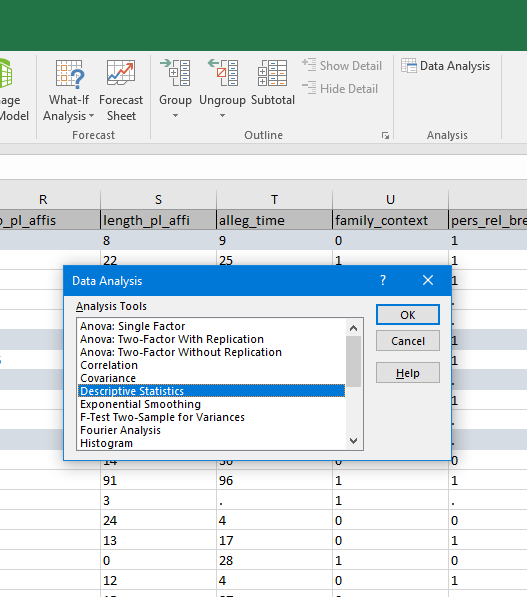 age What-If Forecast Group Ungroup Subtotal Show Detail Data Analysis
Model Analysis Sheet Hide Detail
Forecast Outline Analysis
R S T U
_pl_affis length_pl_affi alleg_time family_context pers_rel_bre
8 9 0 1
22 25 1 1
Data Analysis ? 1
Analysis Tools .
Anova: Single Factor OK .
Anova: Two-Factor With Replication
Anova: Two-Factor Without Replication Cancel 1
Correlation 1
Covariance Help .
Descriptive Statistics
Exponential Smoothing 1
F-Test Two-Sample for Variances .
Fourier Analysis
Histogram .
14 30 0 0
91 96 1 1
3 . 1 .
24 4 0 0
13 17 0 1
0 28 1 0
12 4 0 1